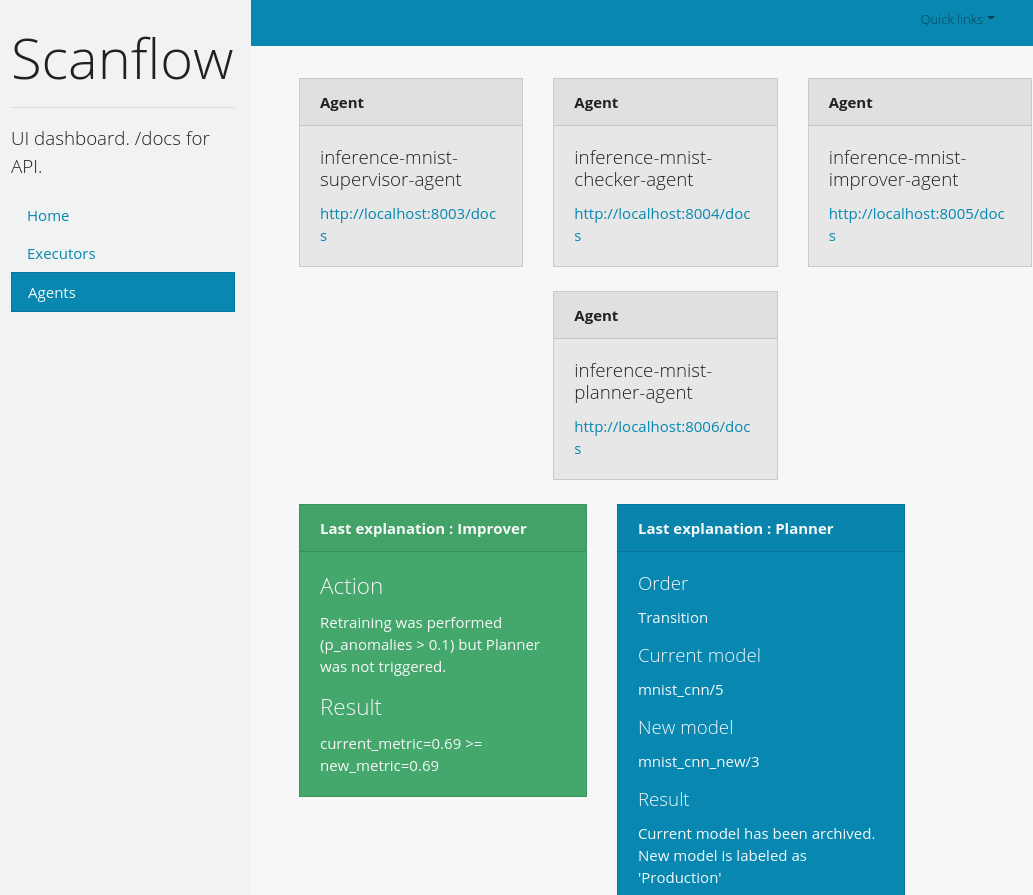 Scanflow
UI dashboard. /docs for
API.
Home
Executors
Agents
Quick links
Agent
inference-mnist-
supervisor-agent
http://localhost:8003/doc
s
Agent
inference-mnist-
checker-agent
http://localhost:8004/doc
s
Agent
inference-mnist-
improver-agent
http://localhost:8005/doc
s
Agent
inference-mnist-
planner-agent
http://localhost:8006/doc
s
Last explanation : Improver
Action
Retraining was performed
(p_anomalies > 0.1) but Planner
was not triggered.
Result
current_metric=0.69 >=
new_metric=0.69
Last explanation : Planner
Order
Transition
Current model
mnist_cnn/5
New model
mnist_cnn_new/3
Result
Current model has been archived.
New model is labeled as
'Production'